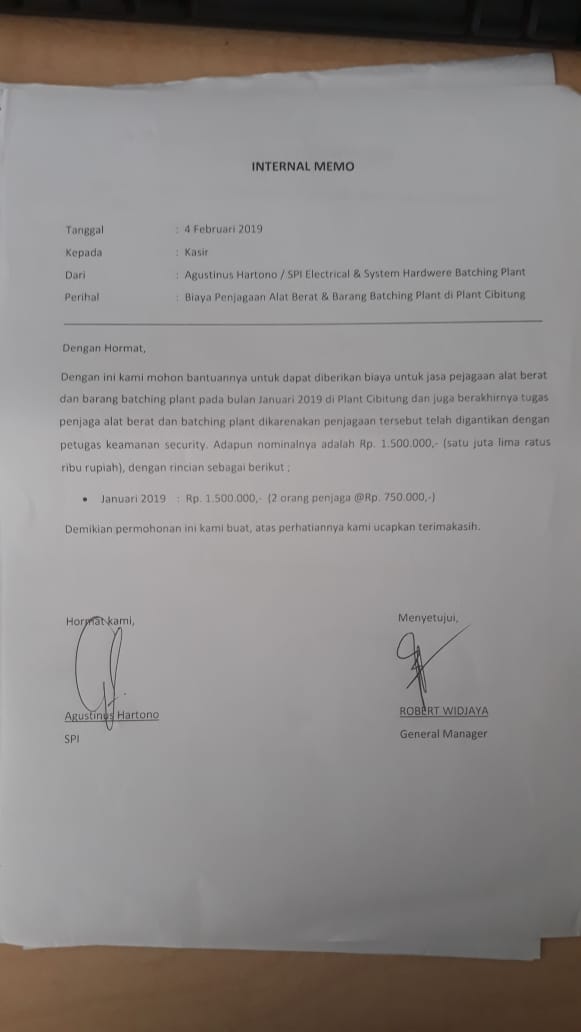 INTERNAL MEMO
Tanggal : 4 Februari 2019
Kepada : Kasir
Dari : Agustinus Hartono / SPI Electrical & System Hardwere Batching Plant
Perihal : Biaya Penjagaan Alat Berat & Barang Batching Plant di Plant Cibitung
Dengan Hormat,
Dengan ini kami mohon bantuannya untuk dapat diberikan biaya untuk jasa pejagaan alat berat
dan barang batching plant pada bulan Januari 2019 di Plant Cibitung dan juga berakhirnya tugas
penjaga alat berat dan batching plant dikarenakan penjagaan tersebut telah digantikan dengan
petugas keamanan security. Adapun nominalnya adalah Rp. 1.500.000,- (satu juta lima ratus
ribu rupiah), dengan rincian sebagai berikut ;
• Januari 2019 : Rp. 1.500.000,- (2 orang penjaga @Rp. 750.000,-)
Demikian permohonan ini kami buat, atas perhatiannya kami ucapkan terimakasih.
Hormat kami,
Menyetujui,
Agustinus Hartono
ROBERT WIDJAYA
SPI
General Manager